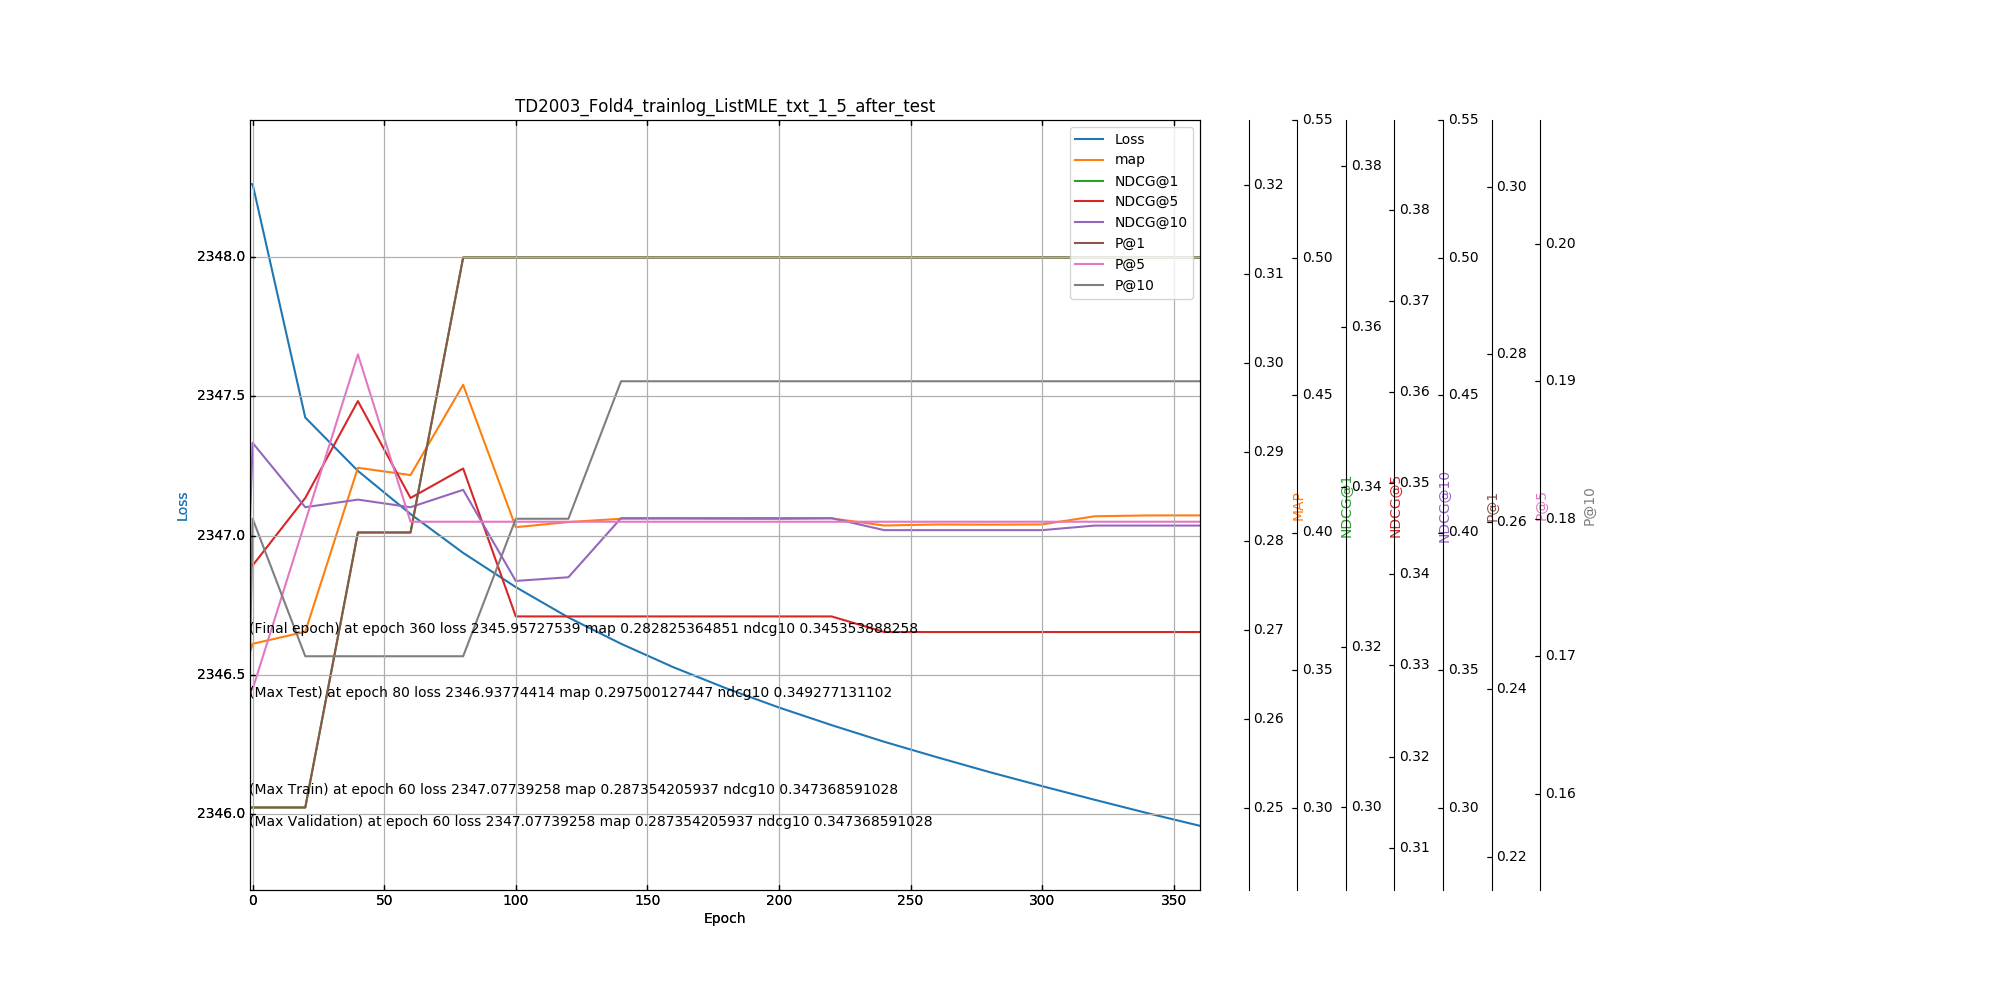 TD2003_Fold4_trainlog_ListMLE_txt_1_5_after_test
Loss
map
NDCG@1
NDCG@5
NDCG@10
P@1
P@5
P@10
2348.0
2347.5
2347.0
2346.5
2346.0
Loss
(Final epoch) at epoch 360 loss 2345.95727539 map 0.282825364851 ndcg10 0.345353888258
(Max Test) at epoch 80 loss 2346.93774414 map 0.297500127447 ndcg10 0.349277131102
(Max Train) at epoch 60 loss 2347.07739258 map 0.287354205937 ndcg10 0.347368591028
(Max Validation) at epoch 60 loss 2347.07739258 map 0.287354205937 ndcg10 0.347368591028
0 50 100 150 200 250 300 350
Epoch
0.32
0.31
0.30
0.29
0.28
0.27
0.26
0.25
MAP
0.55
0.50
0.45
0.40
0.35
0.30
NDCG@1
0.38
0.36
0.34
0.32
0.30
NDCG@5
0.38
0.37
0.36
0.35
0.34
0.33
0.32
0.31
NDCG@10
0.55
0.50
0.45
0.40
0.35
0.30
P@1
0.30
0.28
0.26
0.24
0.22
P@5
0.20
0.19
0.18
0.17
0.16
P@10